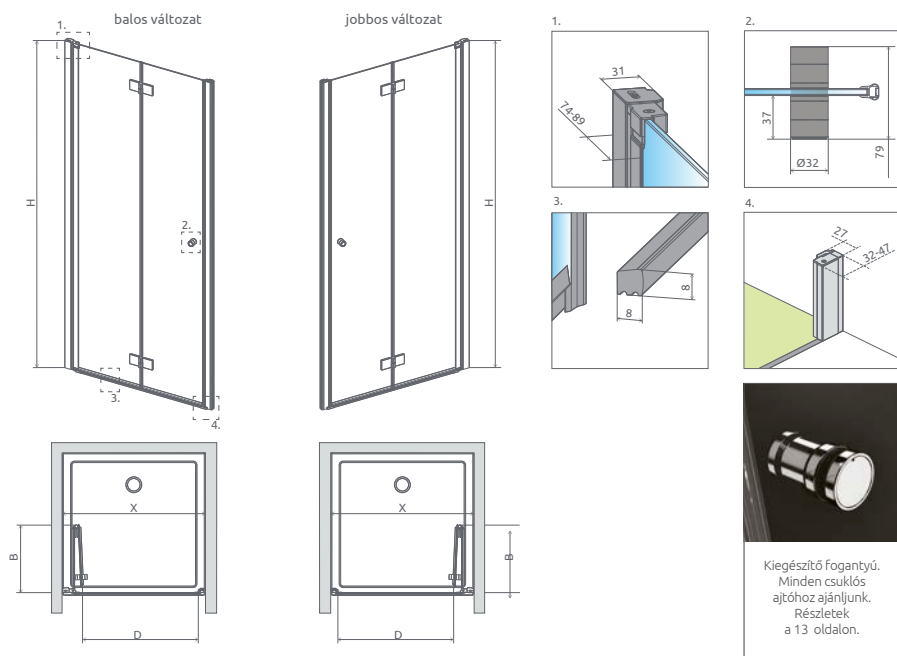 balos változat
jobbos változat
1.
H
2.
3.
4.
H
X
B
D
X
B
D
1.
31
74-89
2.
37
Ø32
79
3.
8
8
4.
27
32-47
Kiegészítő fogantyú.
Minden csuklós
ajtóhoz ajánljunk.
Részletek
a 13 oldalon.